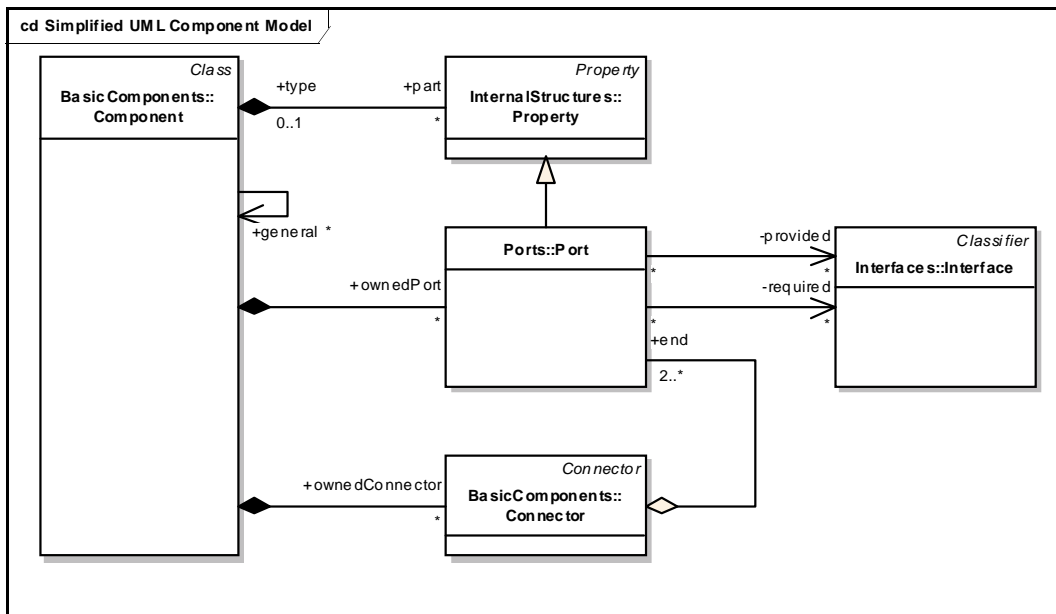 cd Simplified UML Component Model
Class
BasicComponents::
Component
+type
0..1
+part
*
Property
InternalStructures::
Property
+general *
Ports::Port
-provided
*
*
Classifier
Interfaces::Interface
+ownedPort
*
-required
*
*
+end
2..*
+ownedConnector
*
Connector
BasicComponents::
Connector